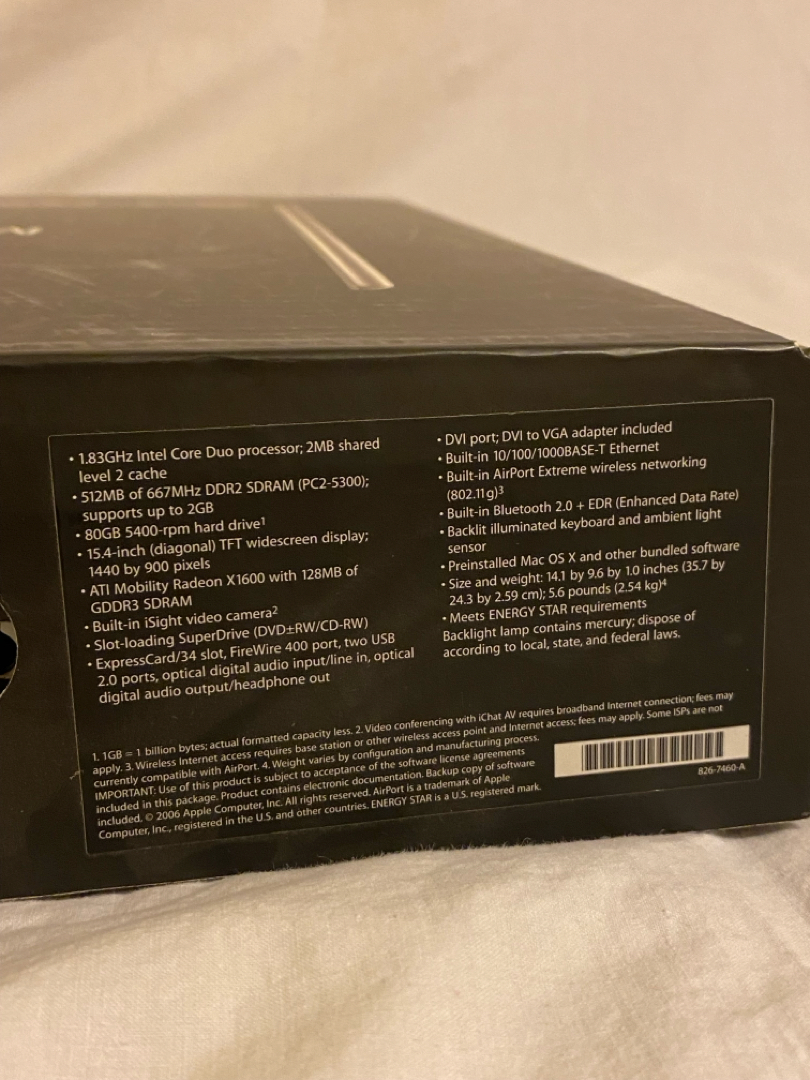 • 1.83GHz Intel Core Duo processor; 2MB shared
level 2 cache
• 512MB of 667MHz DDR2 SDRAM (PC2-5300);
supports up to 2GB
• 80GB 5400-rpm hard drive1
• 15.4-inch (diagonal) TFT widescreen display;
1440 by 900 pixels
• ATI Mobility Radeon X1600 with 128MB of
GDDR3 SDRAM
• Built-in iSight video camera2
• Slot-loading SuperDrive (DVD±RW/CD-RW)
• ExpressCard/34 slot, FireWire 400 port, two USB
2.0 ports, optical digital audio input/line in, optical
digital audio output/headphone out
• DVI port; DVI to VGA adapter included
• Built-in 10/100/1000BASE-T Ethernet
• Built-in AirPort Extreme wireless networking
(802.11g)3
• Built-in Bluetooth 2.0 + EDR (Enhanced Data Rate)
• Backlit illuminated keyboard and ambient light
sensor
• Preinstalled Mac OS X and other bundled software
• Size and weight: 14.1 by 9.6 by 1.0 inches (35.7 by
24.3 by 2.59 cm); 5.6 pounds (2.54 kg)4
• Meets ENERGY STAR requirements
Backlight lamp contains mercury; dispose of
according to local, state, and federal laws.
1. 1GB = 1 billion bytes; actual formatted capacity less. 2. Video conferencing with iChat AV requires broadband Internet connection; fees may
apply. 3. Wireless Internet access requires base station or other wireless access point and Internet access; fees may apply. Some ISPs are not
currently compatible with AirPort. 4. Weight varies by configuration and manufacturing process.
IMPORTANT: Use of this product is subject to acceptance of the software license agreements
included in this package. Product contains electronic documentation. Backup copy of software
included. © 2006 Apple Computer, Inc. All rights reserved. AirPort is a trademark of Apple
Computer, Inc., registered in the U.S. and other countries. ENERGY STAR is a U.S. registered mark.
826-7460-A